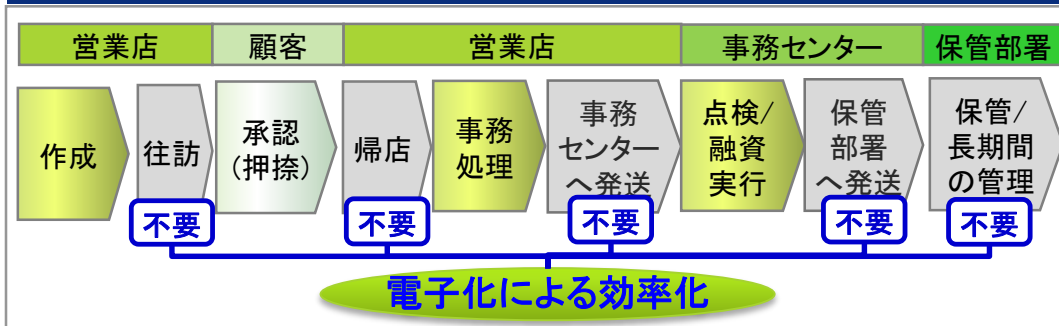 営業店
顧客
営業店
事務センター
保管部署
作成
往訪
承認
(押捺)
帰店
事務
処理
事務
センター
へ発送
点検/
融資
実行
保管
部署
へ発送
保管/
長期間
の管理
不要
不要
不要
不要
不要
電子化による効率化